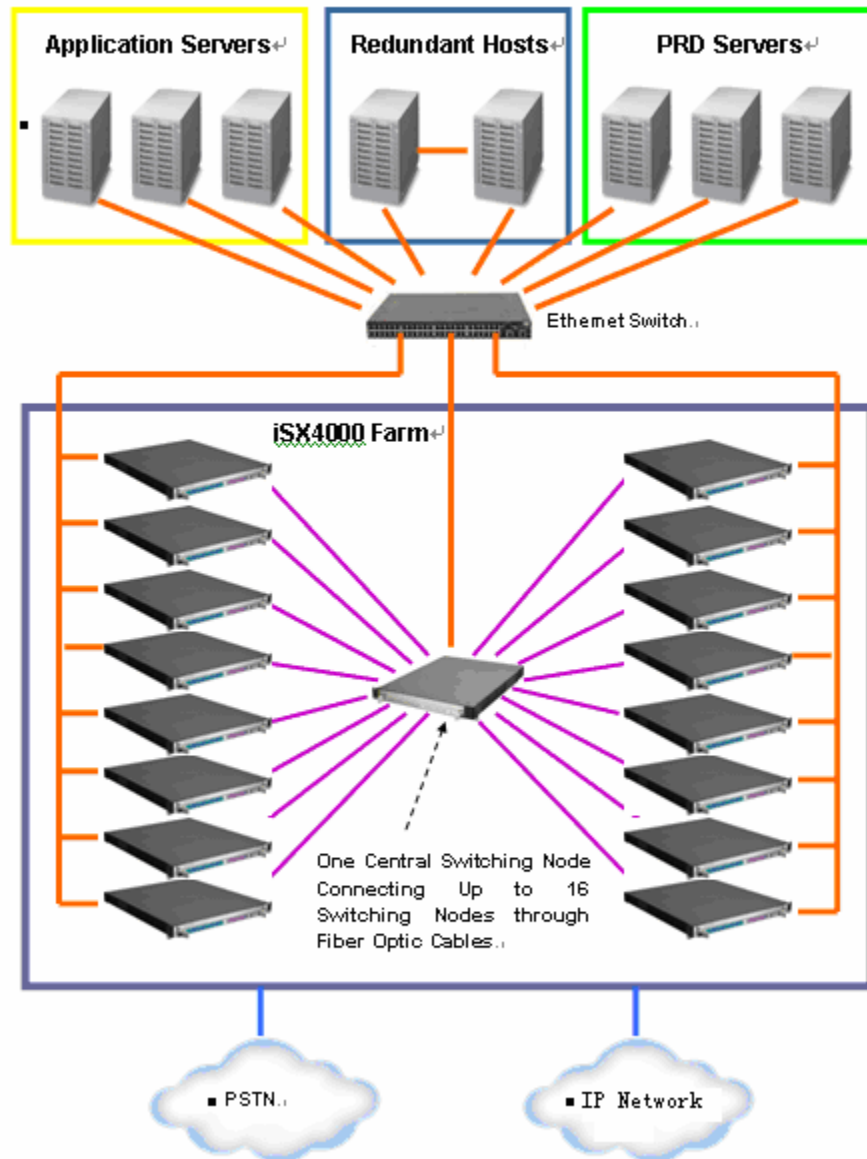 Application Servers
Redundant Hosts
PRD Servers
Ethernet Switch.
iSX4000 Farm
One Central Switching Node
Connecting Up to 16
Switching Nodes through
Fiber Optic Cables.
PSTN.
IP Network